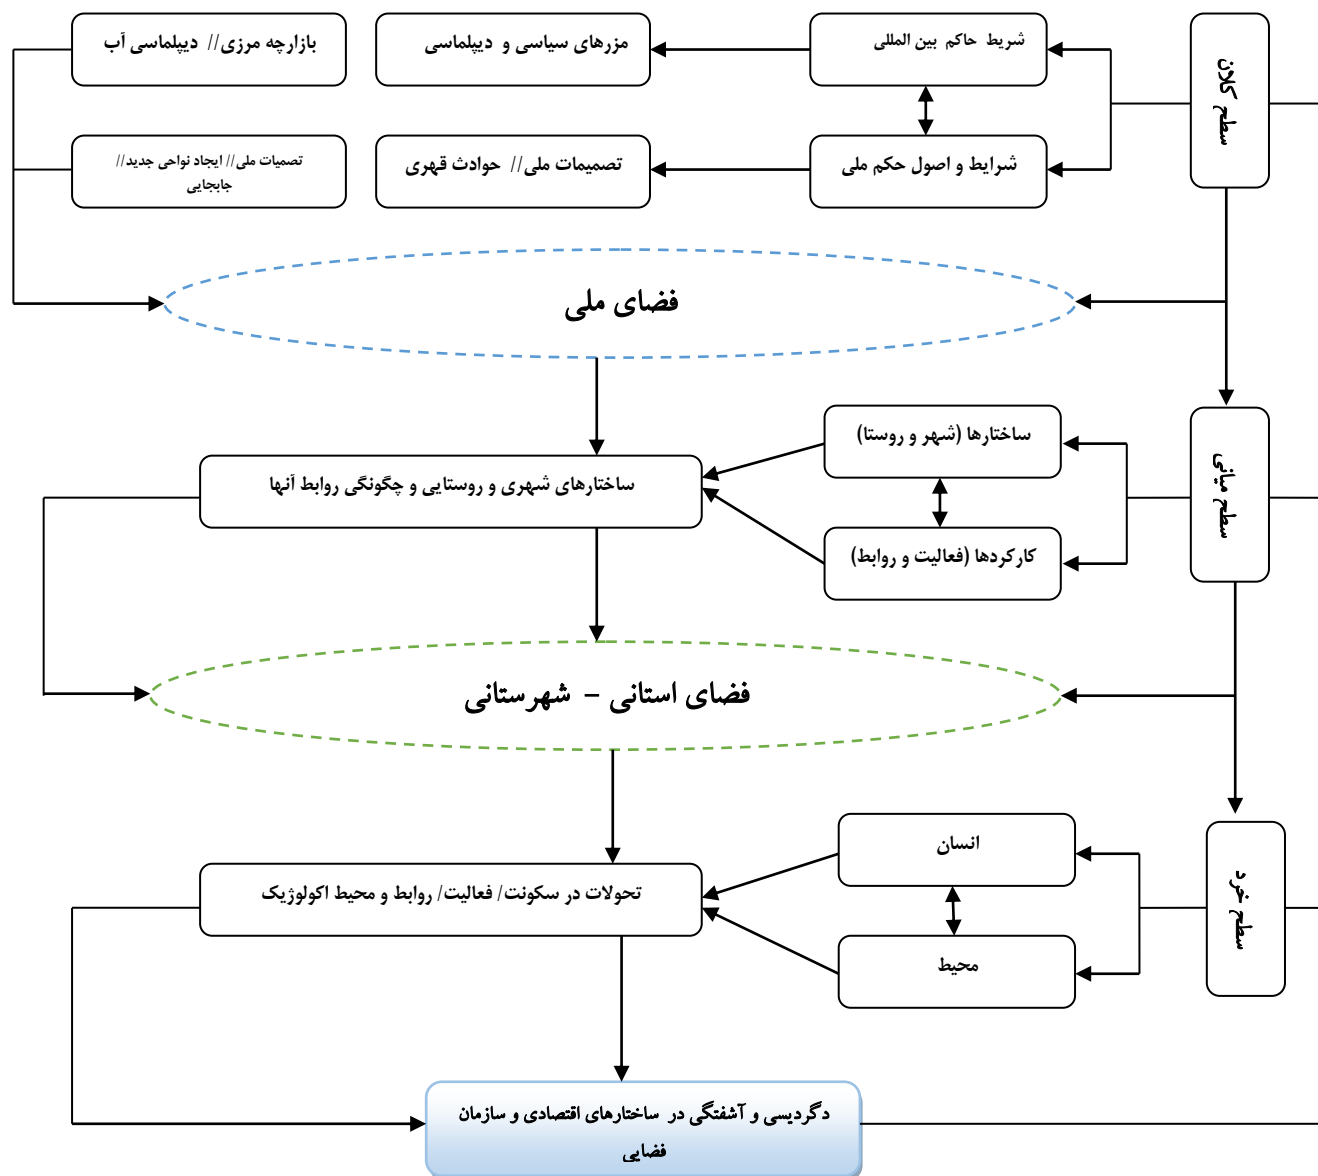 سطح کلان
شریط حاکم بین المللی
مزرهای سیاسی و دیپلماسی
بازارچه مرزی// دیپلماسی آب
شرایط و اصول حکم ملی
تصمیمات ملی// حوادث قهری
تصمیات ملی// ایجاد نواحی جدید//
جابجایی
فضای ملی
سطح میانی
ساختارها (شهر و روستا)
ساختارهای شهری و روستایی و چگونگی روابط آنها
کارکردها (فعالیت و روابط)
فضای استانی – شهرستانی
سطح خرد
انسان
تحولات در سکونت/ فعالیت/ روابط و محیط اکولوژیک
محیط
دگردیسی و آشفتگی در ساختارهای اقتصادی و سازمان
فضایی